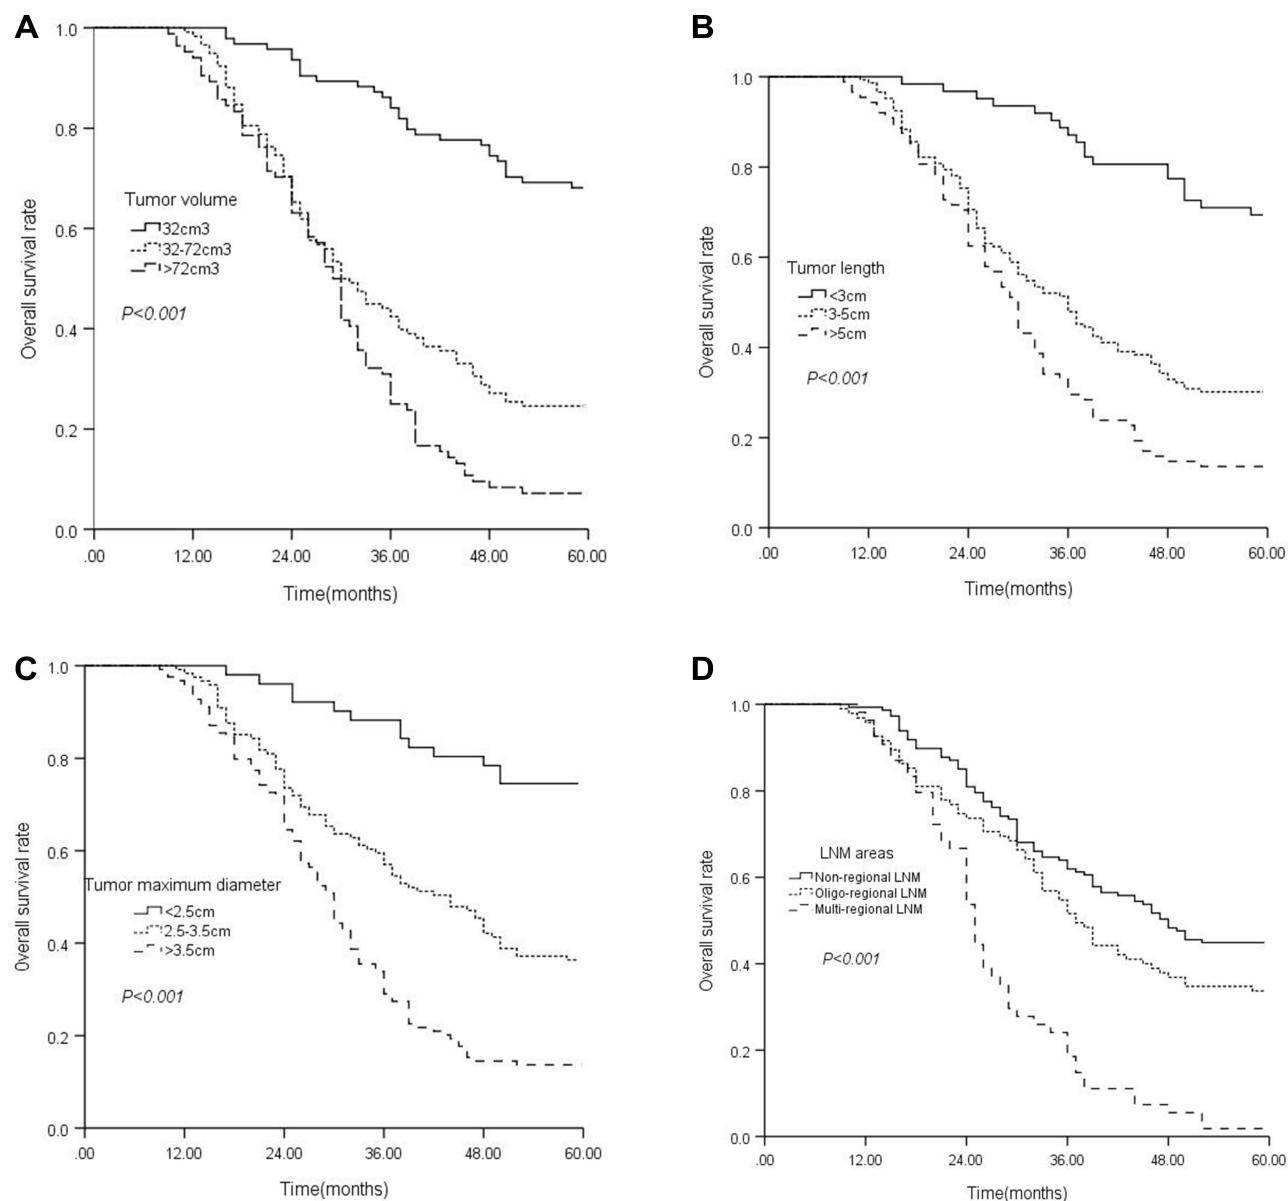 A
1.0
0.8
0.6
0.4
0.2
0.0
Overall survival rate
Tumor volume
32cm3
32-72cm3
>72cm3
P<0.001
.00 12.00 24.00 36.00 48.00 60.00
Time(months)
B
1.0
0.8
0.6
0.4
0.2
0.0
Overall survival rate
Tumor length
<3cm
3-5cm
>5cm
P<0.001
.00 12.00 24.00 36.00 48.00 60.00
Time(months)
C
1.0
0.8
0.6
0.4
0.2
0.0
0verall survival rate
Tumor maximum diameter
<2.5cm
2.5-3.5cm
>3.5cm
P<0.001
.00 12.00 24.00 36.00 48.00 60.00
Time(months)
D
1.0
0.8
0.6
0.4
0.2
0.0
Overall survival rate
LNM areas
Non-regional LNM
Oligo-regional LNM
Multi-regional LNM
P<0.001
.00 12.00 24.00 36.00 48.00 60.00
Time(months)